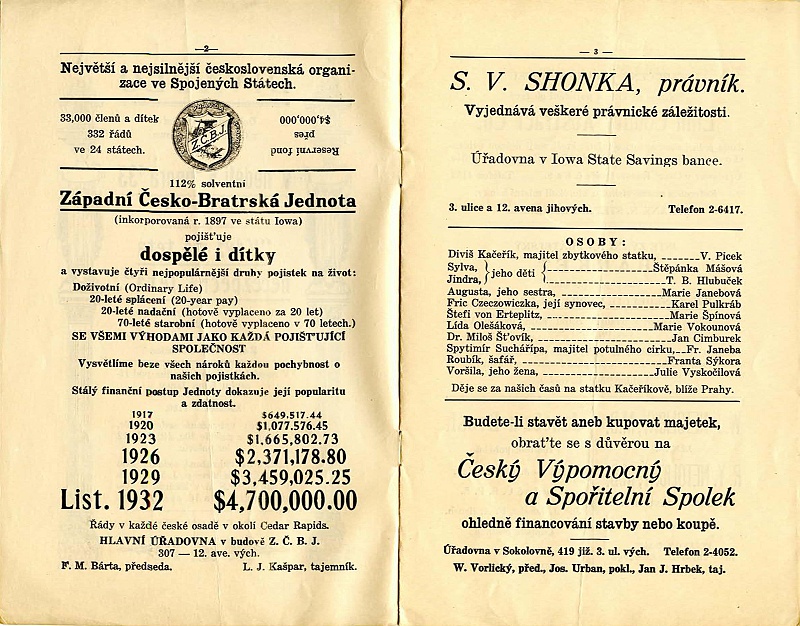 —2—
Největší a nejsilnější československá organi-
zace ve Spojených Státech.
33,000 členů a dítek
332 řádů
ve 24 státech.
Z.C.B.J.
Reservní fond
přes
$4,000,000
112% solventní
Západní Česko-Bratrská Jednota
(inkorporovaná r. 1897 ve státu Iowa)
pojišťuje
dospělé i dítky
a vystavuje čtyři nejpopulárnější druhy pojistek na život:
Doživotní (Ordinary Life)
20-leté splácení (20-year pay)
20-leté nadační (hotově vyplaceno za 20 let)
70-leté starobní (hotově vyplaceno v 70 letech.)
SE VŠEMI VÝHODAMI JAKO KAŽDÁ POJIŠŤUJÍCÍ
SPOLEČNOST
Vysvětlíme beze všech nároků každou pochybnost o
našich pojistkách.
Stálý finanční postup Jednoty dokazuje její popularitu
a zdatnost.
1917 $649.517.44
1920 $1,077.576.45
1923 $1,665,802.73
1926 $2,371,178.80
1929 $3,459,025.25
List. 1932 $4,700,000.00
Řády v každé české osadě v okolí Cedar Rapids.
HLAVNÍ ÚŘADOVNA v budově Z. Č. B. J.
307 — 12. ave. vých.
F. M. Bárta, předseda. L. J. Kašpar, tajemník.
— 3 —
S. V. SHONKA, právník.
Vyjednává veškeré právnické záležitosti.
Úřadovna v Iowa State Savings bance.
3. ulice a 12. avena jihových. Telefon 2-6417.
OSOBY:
Diviš Kačeřík, majitel zbytkového statku, V. Picek
Sylva, } jeho děti { Štěpánka Mášová
Jindra, T. B. Hlubuček
Augusta, jeho sestra, Marie Janebová
Fric Czeczowiczka, její synovec, Karel Pulkráb
Štefi von Erteplitz, Marie Špínová
Lída Olešáková, Marie Vokounová
Dr. Miloš Šťovík, Jan Cimburek
Spytimír Suchářípa, majitel potulného cirku, Fr. Janeba
Roubík, šafář, Franta Sýkora
Voršila, jeho žena, Julie Vyskočilová
Děje se za našich časů na statku Kačeříkově, blíže Prahy.
Budete-li stavět aneb kupovat majetek,
obraťte se s důvěrou na
Český Výpomocný
a Spořitelní Spolek
ohledně financování stavby nebo koupě.
Úřadovna v Sokolovně, 419 již. 3. ul. vých. Telefon 2-4052.
W. Vorlický, před., Jos. Urban, pokl., Jan J. Hrbek, taj.